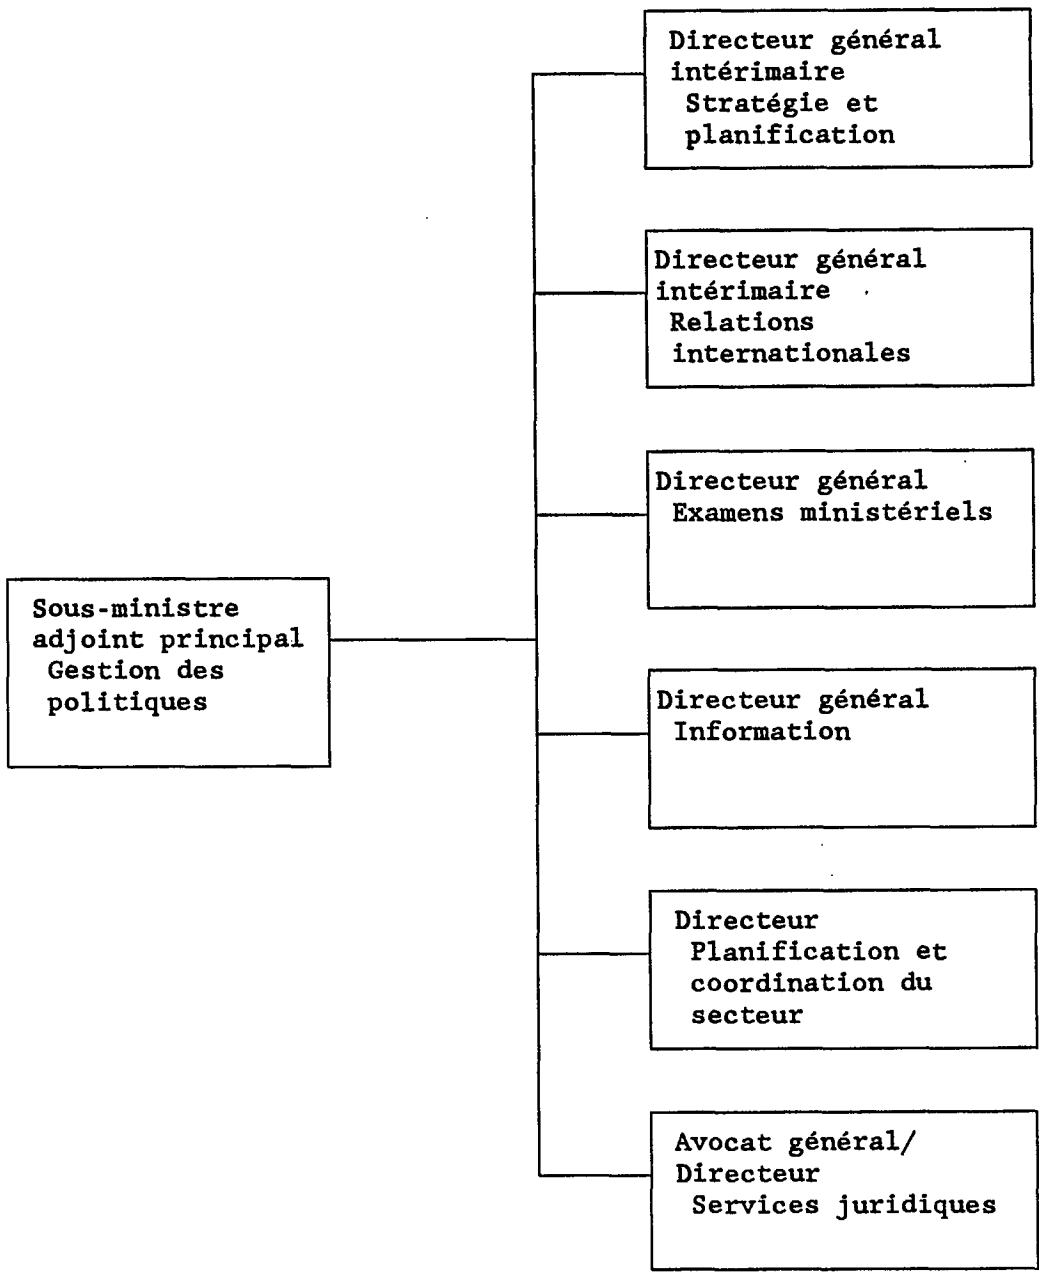 Directeur général
intérimaire
Stratégie et
planification
Directeur général
intérimaire
Relations
internationales
Directeur général
Examens ministériels
Sous-ministre
adjoint principal
Gestion des
politiques
Directeur général
Information
Directeur
Planification et
coordination du
secteur
Avocat général/
Directeur
Services juridiques